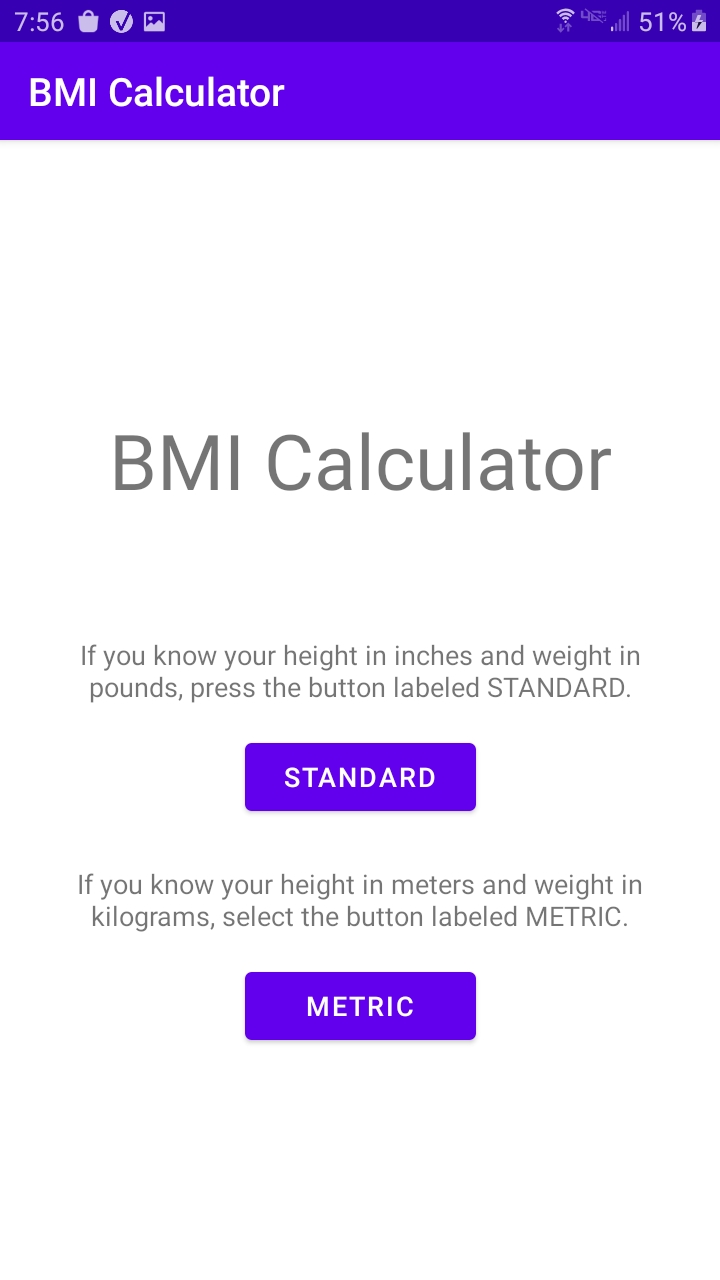 7:56
51%
BMI Calculator
BMI Calculator
If you know your height in inches and weight in
pounds, press the button labeled STANDARD.
STANDARD
If you know your height in meters and weight in
kilograms, select the button labeled METRIC.
METRIC